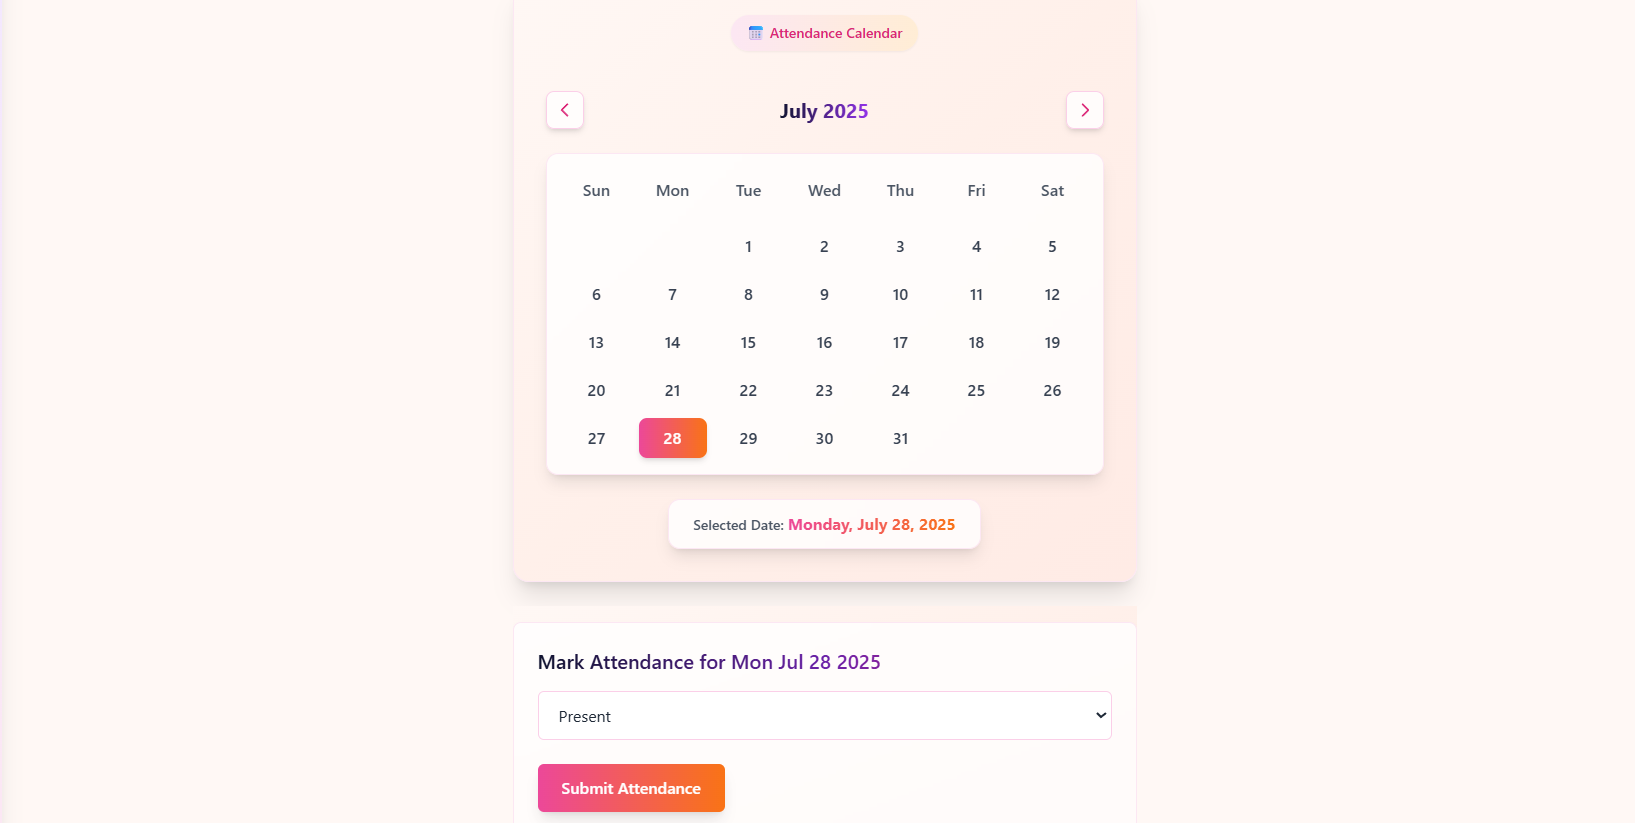 Attendance Calendar
July 2025
Sun Mon Tue Wed Thu Fri Sat
1 2 3 4 5
6 7 8 9 10 11 12
13 14 15 16 17 18 19
20 21 22 23 24 25 26
27 28 29 30 31
Selected Date: Monday, July 28, 2025
Mark Attendance for Mon Jul 28 2025
Present
Submit Attendance